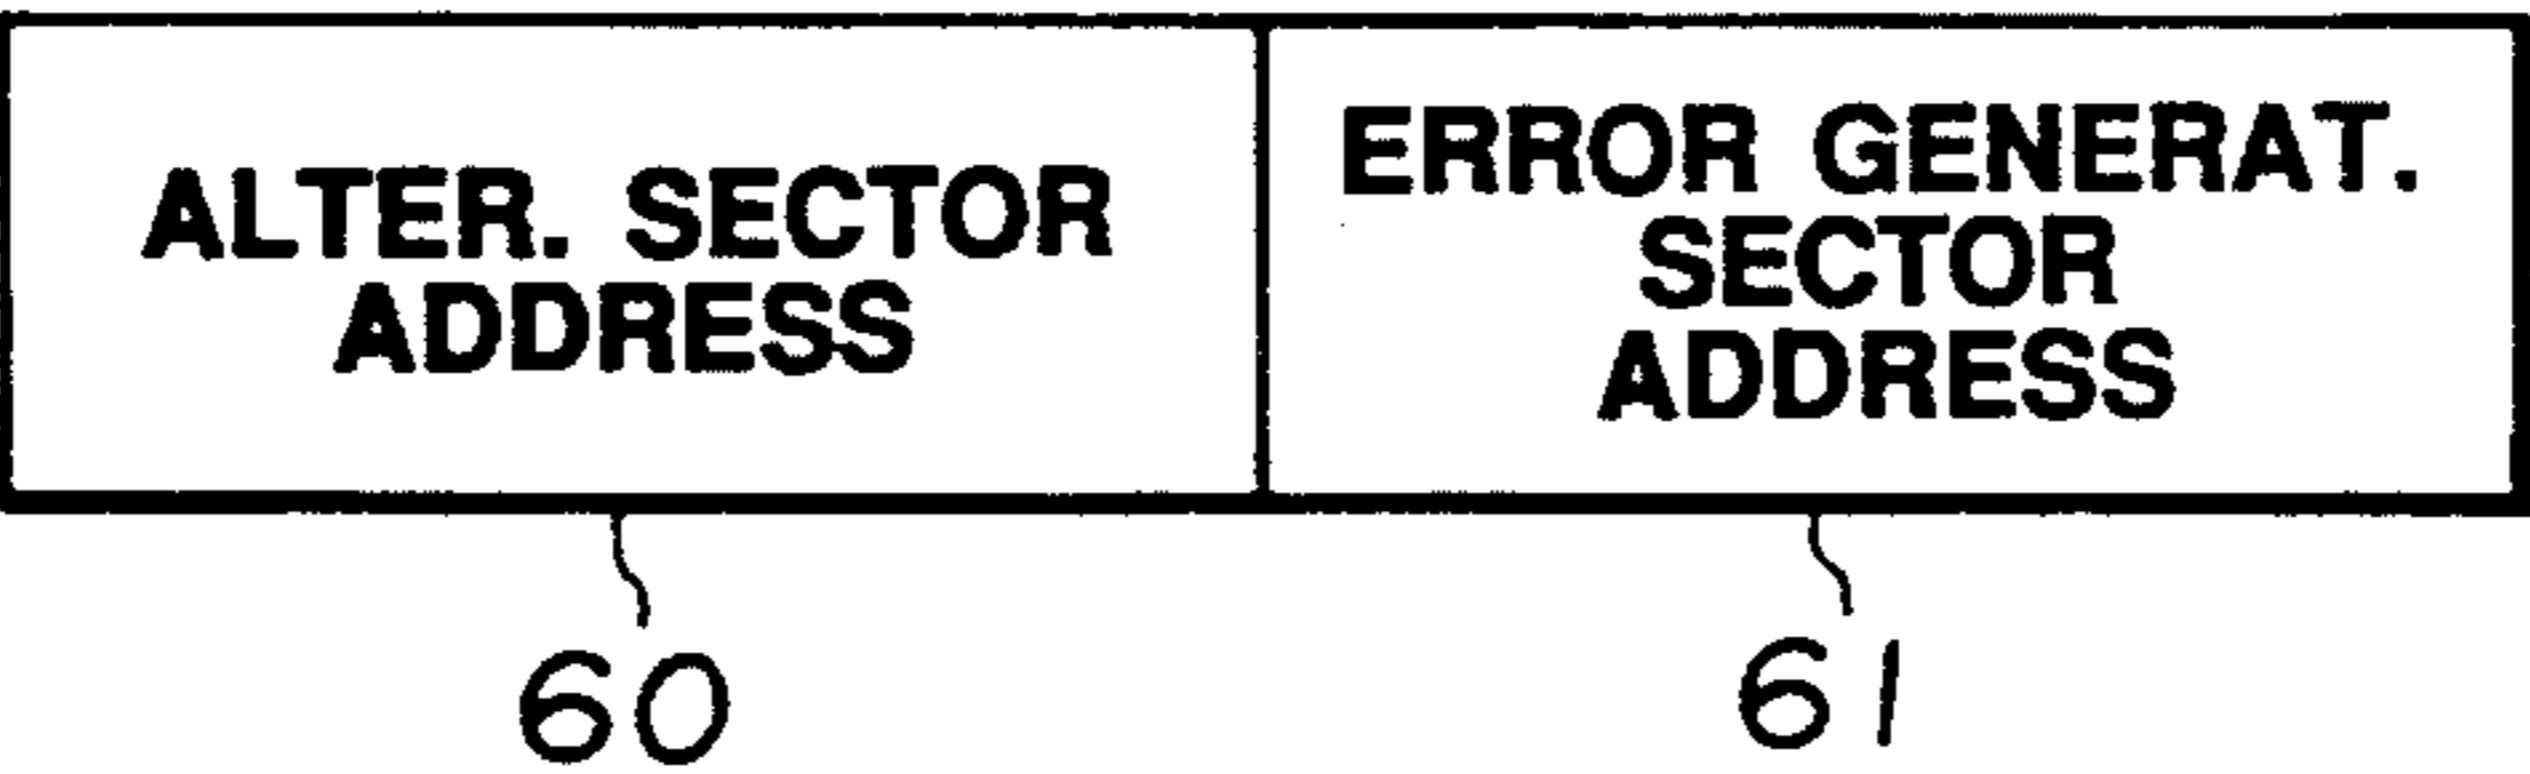 ALTER. SECTOR
ADDRESS
ERROR GENERAT.
SECTOR
ADDRESS
60
61